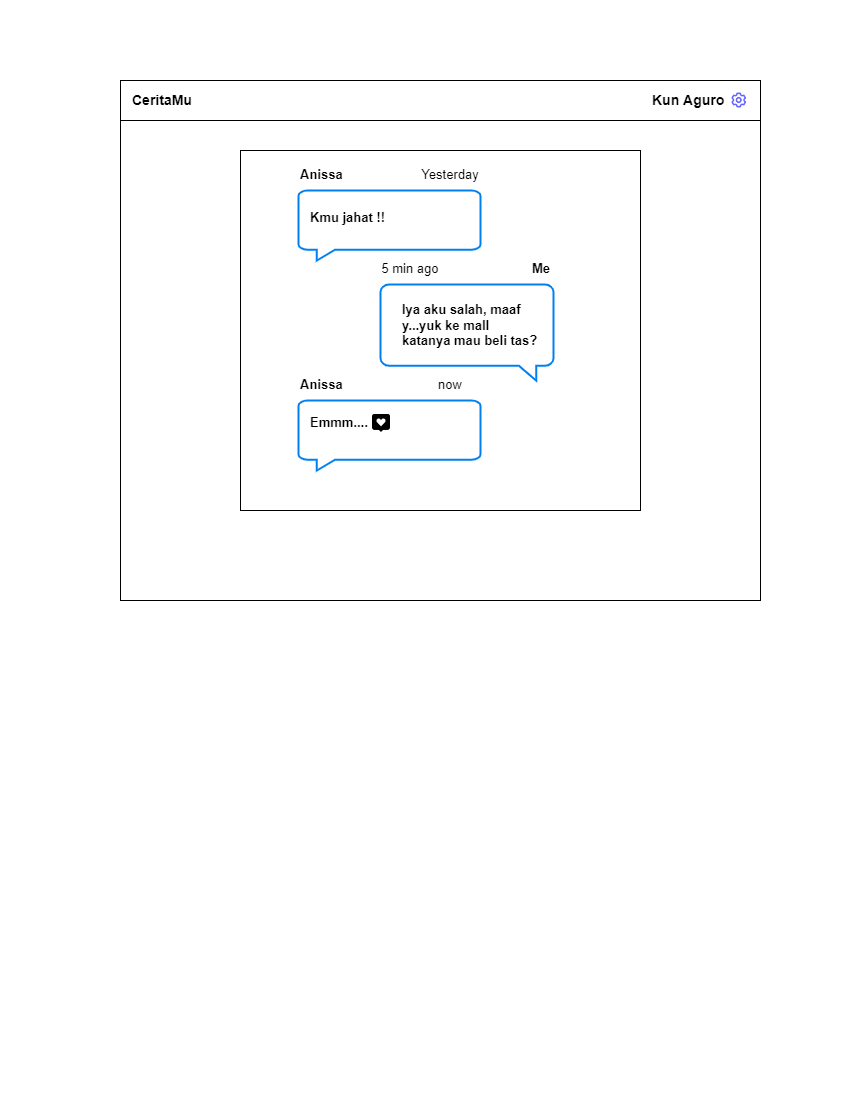 CeritaMu
Kun Aguro
Anissa
Yesterday
Kmu jahat !!
5 min ago
Me
Iya aku salah, maaf
y...yuk ke mall
katanya mau beli tas?
Anissa
now
Emmm....